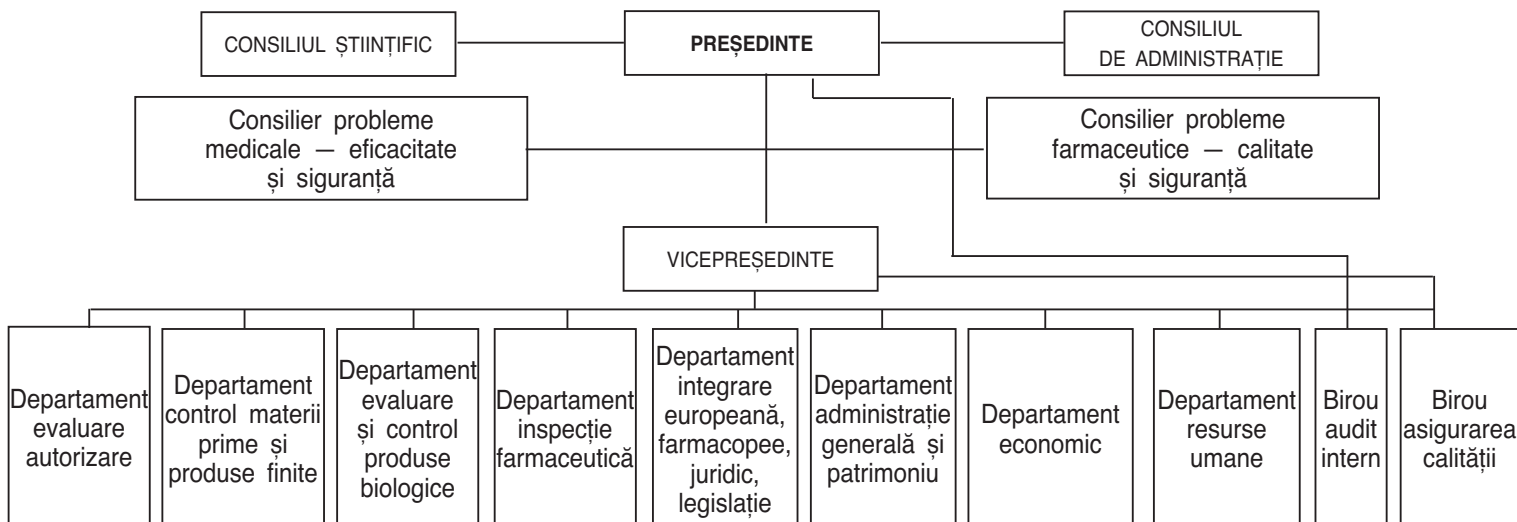 CONSILIUL ȘTIINȚIFIC
PREȘEDINTE
CONSILIUL
DE ADMINISTRAȚIE
Consilier probleme
medicale — eficacitate
și siguranță
Consilier probleme
farmaceutice — calitate
și siguranță
VICEPREȘEDINTE
Departament
evaluare
autorizare
Departament
control materii
prime și
produse finite
Departament
evaluare
și control
produse
biologice
Departament
inspecție
farmaceutică
Departament
integrare
europeană,
farmacopee,
juridic,
legislație
Departament
administrație
generală și
patrimoniu
Departament
economic
Departament
resurse
umane
Birou
audit
intern
Birou
asigurarea
calității